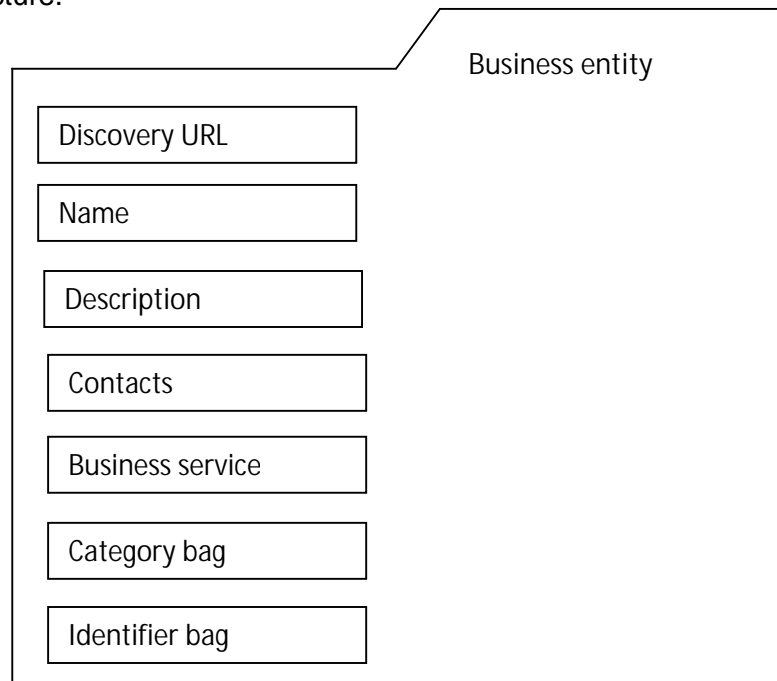 Business entity
Discovery URL
Name
Description
Contacts
Business service
Category bag
Identifier bag